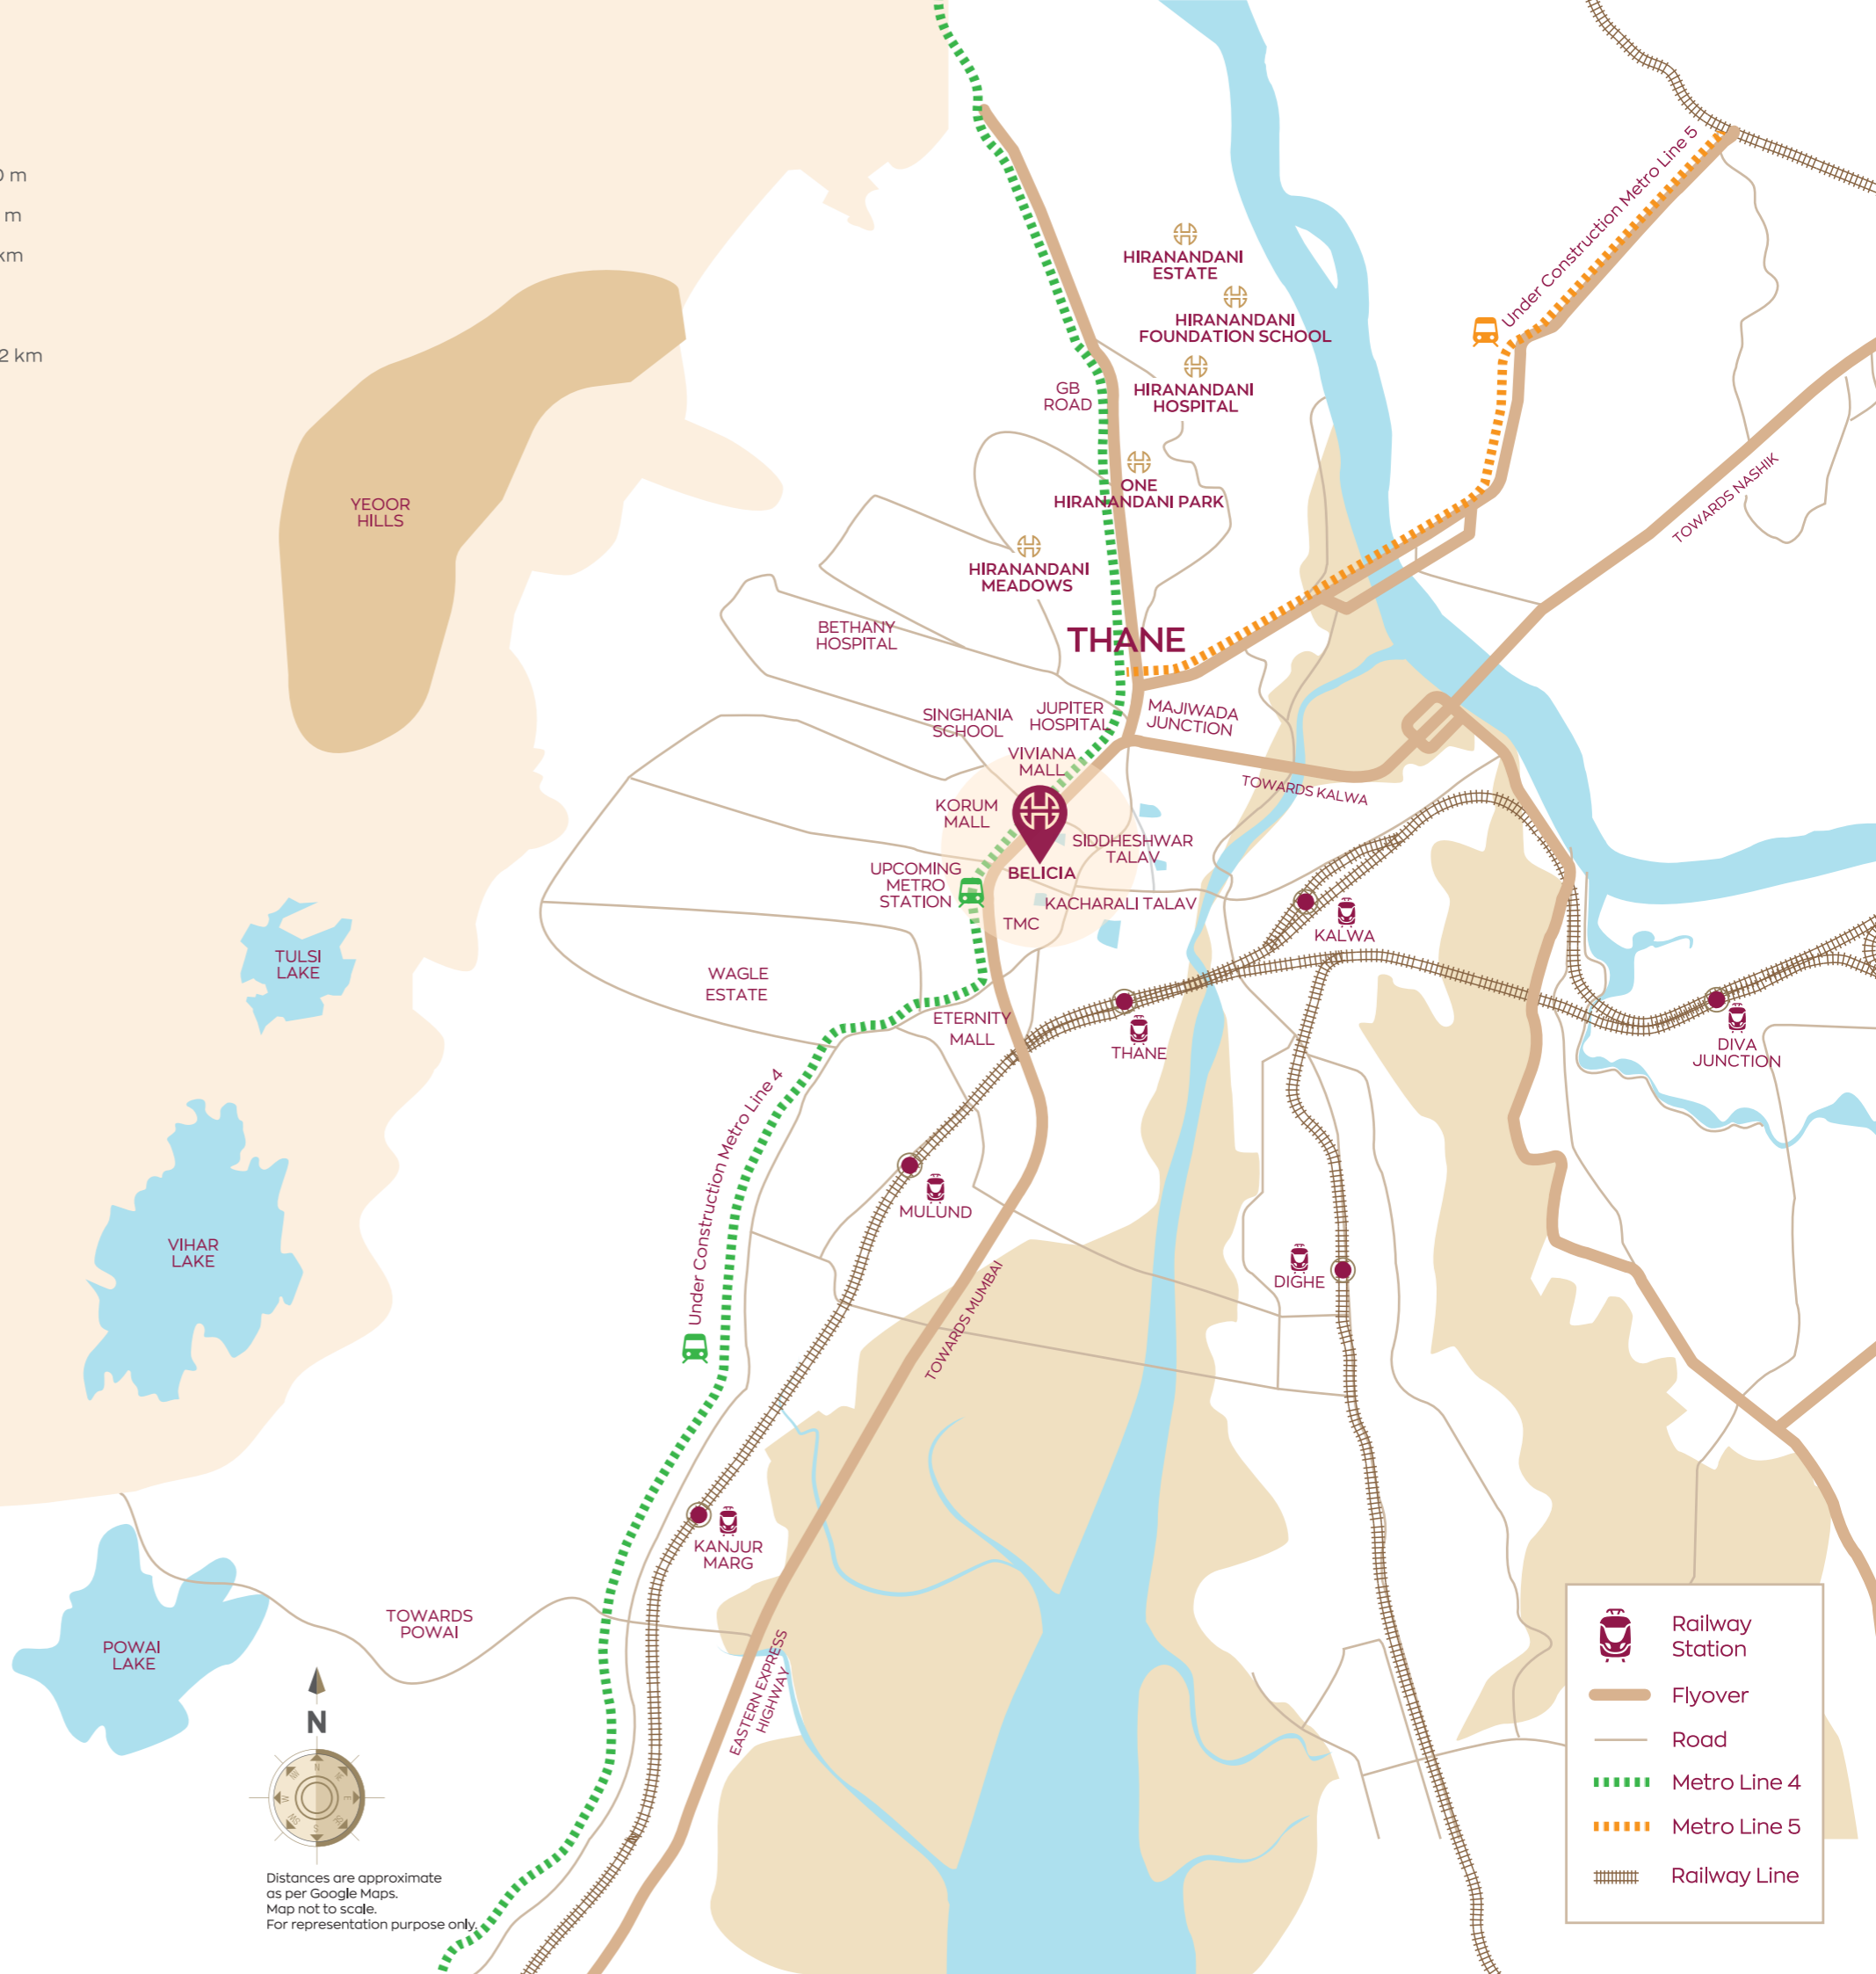 0 m
m
km
2 km
Under Construction Metro Line 5
HIRANANDANI
ESTATE
HIRANANDANI
FOUNDATION SCHOOL
GB
ROAD
HIRANANDANI
HOSPITAL
TOWARDS NASHIK
YEOOR
HILLS
ONE
HIRANANDANI PARK
HIRANANDANI
MEADOWS
BETHANY
HOSPITAL
THANE
SINGHANIA
SCHOOL
JUPITER
HOSPITAL
MAJIWADA
JUNCTION
VIVIANA
MALL
TOWARDS KALWA
KORUM
MALL
SIDDHESHWAR
TALAV
BELICIA
UPCOMING
METRO
STATION
KACHARALI TALAV
TMC
KALWA
TULSI
LAKE
WAGLE
ESTATE
ETERNITY
MALL
THANE
DIVA
JUNCTION
Under Construction Metro Line 4
MULUND
VIHAR
LAKE
DIGHE
TOWARDS MUMBAI
KANJUR
MARG
TOWARDS
POWAI
POWAI
LAKE
EASTERN EXPRESS
HIGHWAY
N
N
NE
E
SE
S
SW
W
Distances are approximate
as per Google Maps.
Map not to scale.
For representation purpose only.
Railway
Station
Flyover
Road
Metro Line 4
Metro Line 5
Railway Line